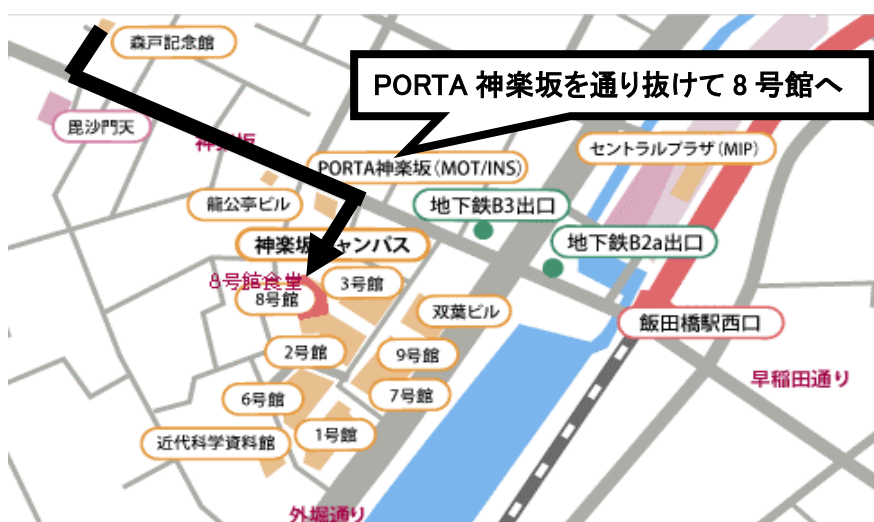 森戸記念館
PORTA 神楽坂を通り抜けて 8 号館へ
毘沙門天
神楽坂
セントラルプラザ(MIP)
PORTA神楽坂(MOT/INS)
龍公亭ビル
地下鉄B3出口
神楽坂キャンパス
地下鉄B2a出口
8号館食堂
3号館
8号館
双葉ビル
飯田橋駅西口
2号館
9号館
早稲田通り
7号館
6号館
1号館
近代科学資料館
外堀通り